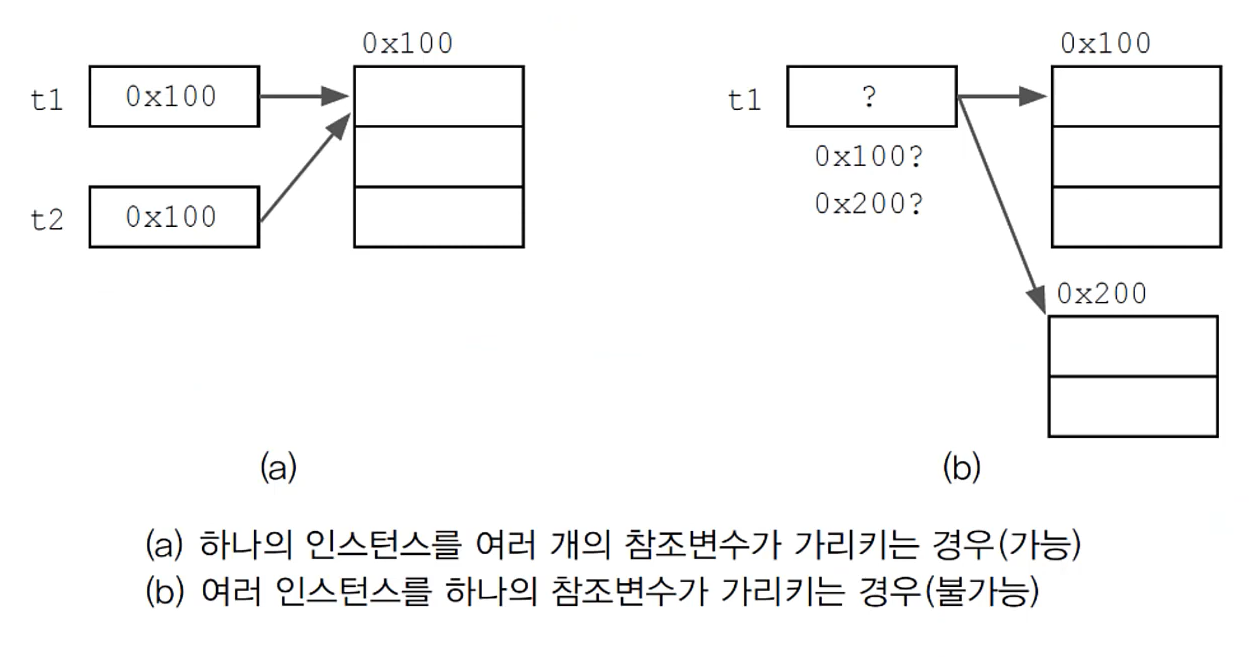 0x100
t1 0x100
t2 0x100
(a)
0x100
t1 ?
0x100?
0x200?
0x200
(b)
(a) 하나의 인스턴스를 여러 개의 참조변수가 가리키는 경우(가능)
(b) 여러 인스턴스를 하나의 참조변수가 가리키는 경우(불가능)